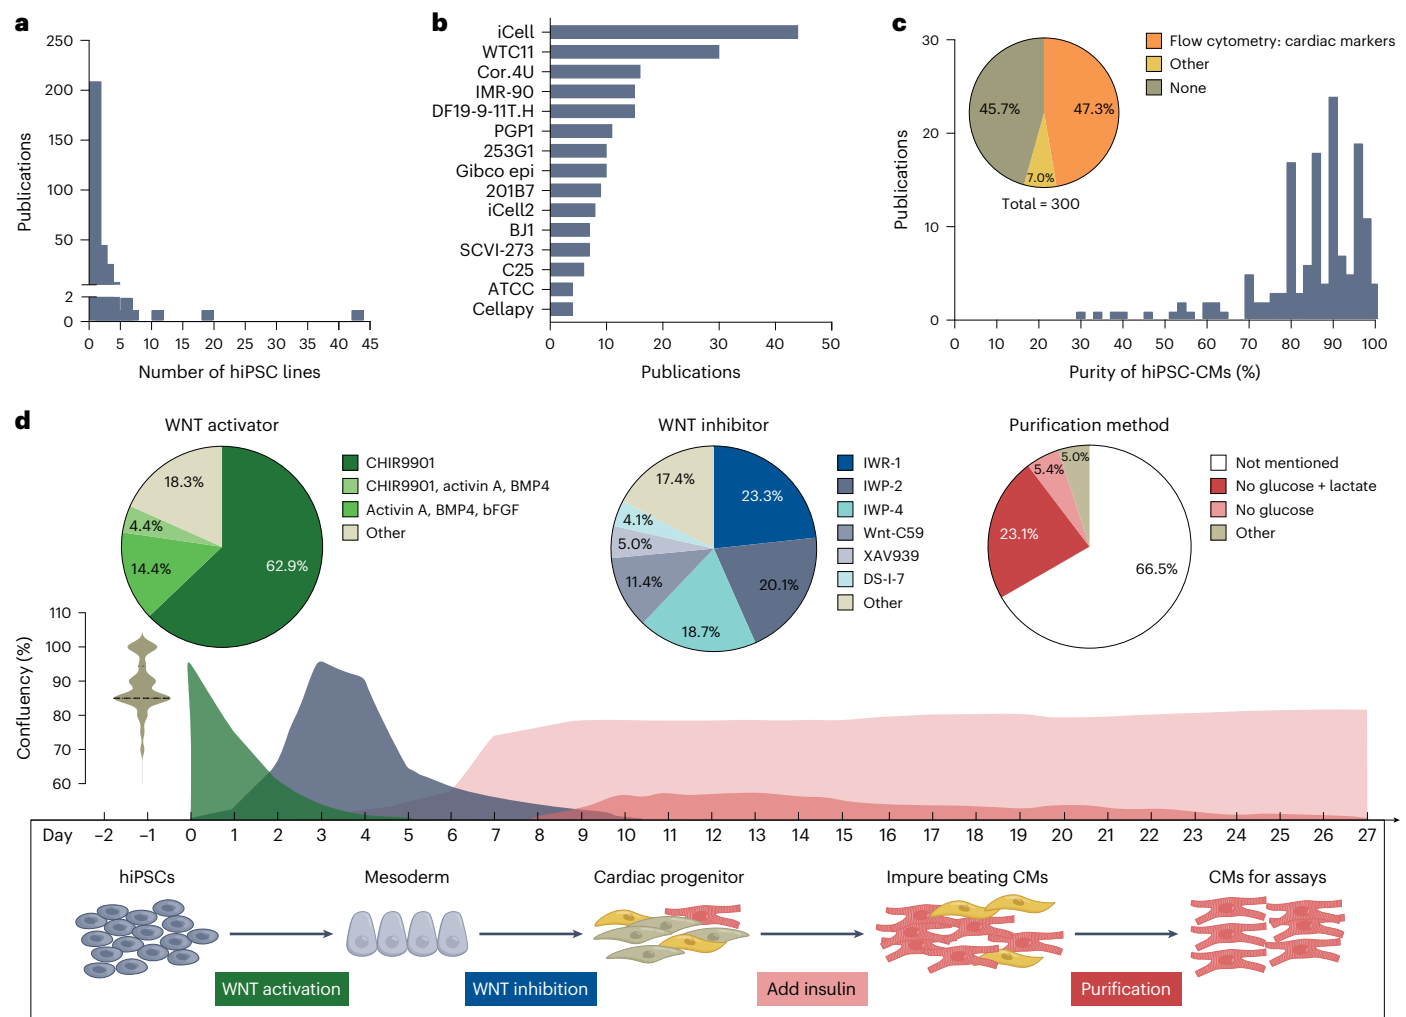 a
250
200
150
100
50
2
0
Publications
0 5 10 15 20 25 30 35 40 45
Number of hiPSC lines
b
iCell
WTC11
Cor.4U
IMR-90
DF19-9-11T.H
PGP1
253G1
Gibco epi
201B7
iCell2
BJ1
SCVI-273
C25
ATCC
Cellapy
0 10 20 30 40 50
Publications
c
30
20
10
0
Publications
45.7%
47.3%
7.0%
Total = 300
Flow cytometry: cardiac markers
Other
None
0 10 20 30 40 50 60 70 80 90 100
Purity of hiPSC-CMs (%)
d
WNT activator
18.3%
4.4%
14.4%
62.9%
CHIR9901
CHIR9901, activin A, BMP4
Activin A, BMP4, bFGF
Other
WNT inhibitor
17.4%
23.3%
4.1%
5.0%
11.4%
20.1%
18.7%
IWR-1
IWP-2
IWP-4
Wnt-C59
XAV939
DS-I-7
Other
Purification method
5.0%
5.4%
23.1%
66.5%
Not mentioned
No glucose + lactate
No glucose
Other
110
100
90
80
70
60
Confluency (%)
Day −2 −1 0 1 2 3 4 5 6 7 8 9 10 11 12 13 14 15 16 17 18 19 20 21 22 23 24 25 26 27
hiPSCs
Mesoderm
Cardiac progenitor
Impure beating CMs
CMs for assays
WNT activation
WNT inhibition
Add insulin
Purification